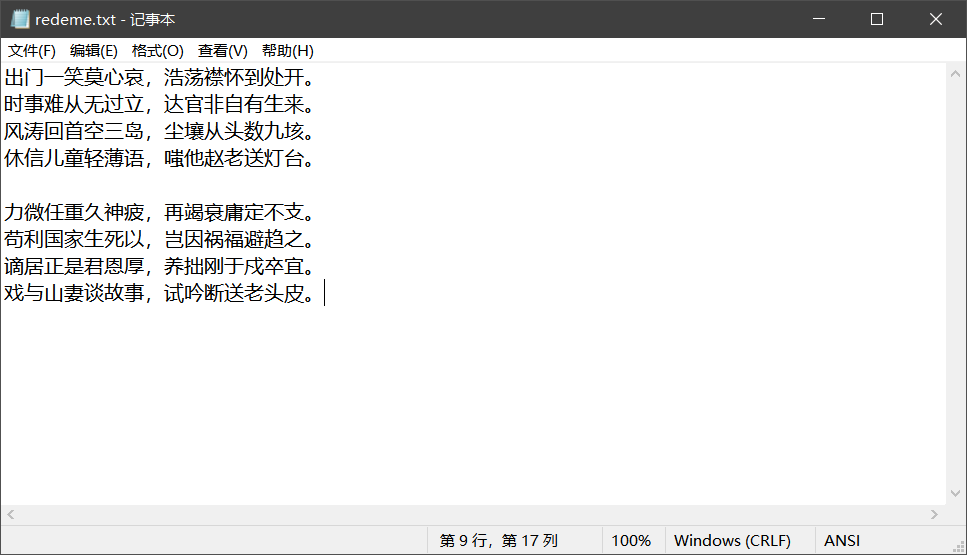 redeme.txt - 记事本
文件(F) 编辑(E) 格式(O) 查看(V) 帮助(H)
出门一笑莫心哀，浩荡襟怀到处开。
时事难从无过立，达官非自有生来。
风涛回首空三岛，尘壤从头数九垓。
休信儿童轻薄语，嗤他赵老送灯台。

力微任重久神疲，再竭衰庸定不支。
苟利国家生死以，岂因祸福避趋之。
谪居正是君恩厚，养拙刚于戍卒宜。
戏与山妻谈故事，试吟断送老头皮。
第 9 行，第 17 列 100% Windows (CRLF) ANSI